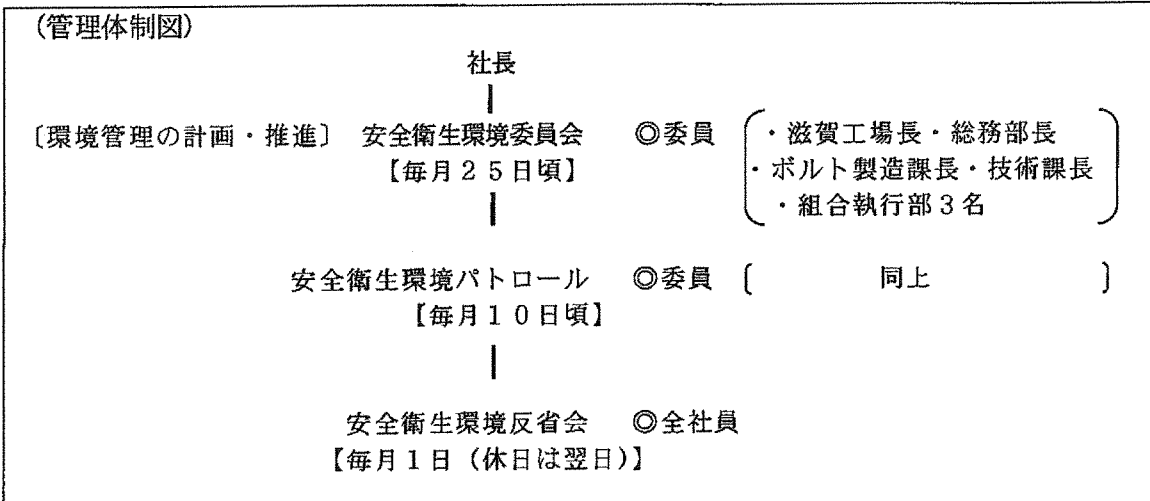 (管理体制図)
社長
〔環境管理の計画・推進〕 安全衛生環境委員会 ◎委員 ・滋賀工場長・総務部長
【毎月25日頃】 ・ボルト製造課長・技術課長
・組合執行部3名
安全衛生環境パトロール ◎委員 〔 同上 〕
【毎月10日頃】
安全衛生環境反省会 ◎全社員
【毎月1日（休日は翌日）】